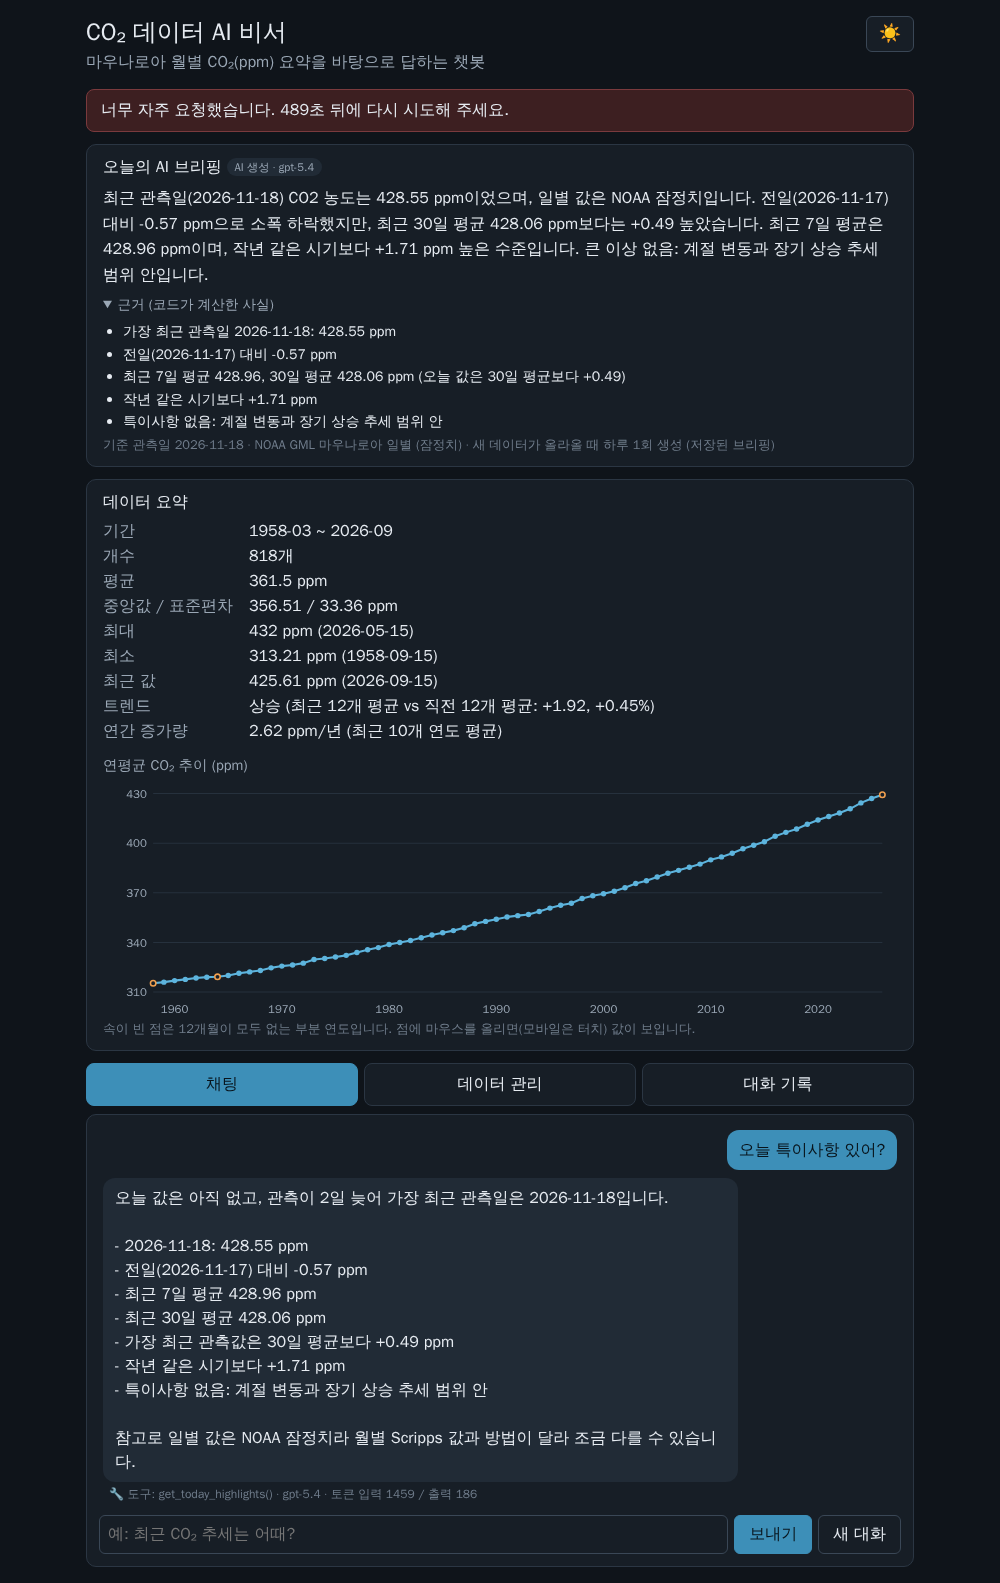 CO₂ 데이터 AI 비서
☀️
마우나로아 월별 CO₂(ppm) 요약을 바탕으로 답하는 챗봇
너무 자주 요청했습니다. 489초 뒤에 다시 시도해 주세요.
오늘의 AI 브리핑 AI 생성 · gpt-5.4
최근 관측일(2026-11-18) CO2 농도는 428.55 ppm이었으며, 일별 값은 NOAA 잠정치입니다. 전일(2026-11-17)
대비 -0.57 ppm으로 소폭 하락했지만, 최근 30일 평균 428.06 ppm보다는 +0.49 높았습니다. 최근 7일 평균은
428.96 ppm이며, 작년 같은 시기보다 +1.71 ppm 높은 수준입니다. 큰 이상 없음: 계절 변동과 장기 상승 추세
범위 안입니다.
▼ 근거 (코드가 계산한 사실)
• 가장 최근 관측일 2026-11-18: 428.55 ppm
• 전일(2026-11-17) 대비 -0.57 ppm
• 최근 7일 평균 428.96, 30일 평균 428.06 ppm (오늘 값은 30일 평균보다 +0.49)
• 작년 같은 시기보다 +1.71 ppm
• 특이사항 없음: 계절 변동과 장기 상승 추세 범위 안
기준 관측일 2026-11-18 · NOAA GML 마우나로아 일별 (잠정치) · 새 데이터가 올라올 때 하루 1회 생성 (저장된 브리핑)
데이터 요약
기간 1958-03 ~ 2026-09
개수 818개
평균 361.5 ppm
중앙값 / 표준편차 356.51 / 33.36 ppm
최대 432 ppm (2026-05-15)
최소 313.21 ppm (1958-09-15)
최근 값 425.61 ppm (2026-09-15)
트렌드 상승 (최근 12개 평균 vs 직전 12개 평균: +1.92, +0.45%)
연간 증가량 2.62 ppm/년 (최근 10개 연도 평균)
연평균 CO₂ 추이 (ppm)
430
400
370
340
310
1960 1970 1980 1990 2000 2010 2020
속이 빈 점은 12개월이 모두 없는 부분 연도입니다. 점에 마우스를 올리면(모바일은 터치) 값이 보입니다.
채팅 데이터 관리 대화 기록
오늘 특이사항 있어?
오늘 값은 아직 없고, 관측이 2일 늦어 가장 최근 관측일은 2026-11-18입니다.
- 2026-11-18: 428.55 ppm
- 전일(2026-11-17) 대비 -0.57 ppm
- 최근 7일 평균 428.96 ppm
- 최근 30일 평균 428.06 ppm
- 가장 최근 관측값은 30일 평균보다 +0.49 ppm
- 작년 같은 시기보다 +1.71 ppm
- 특이사항 없음: 계절 변동과 장기 상승 추세 범위 안
참고로 일별 값은 NOAA 잠정치라 월별 Scripps 값과 방법이 달라 조금 다를 수 있습니
다.
🔧 도구: get_today_highlights() · gpt-5.4 · 토큰 입력 1459 / 출력 186
예: 최근 CO₂ 추세는 어때? 보내기 새 대화